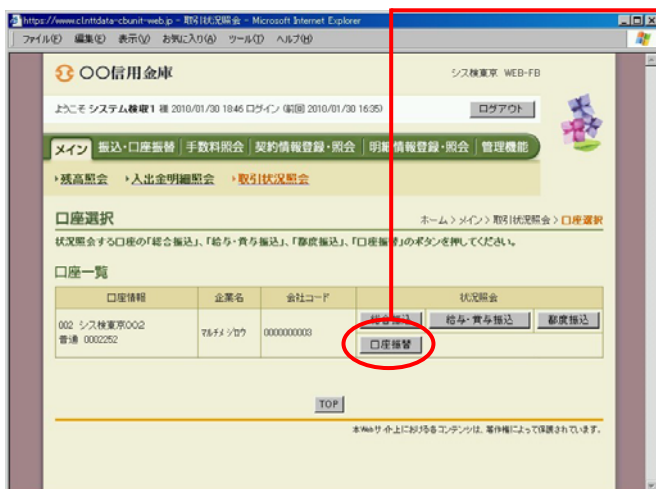 https://www.clnttdata-cbunit-web.jp - 取引状況照会 - Microsoft Internet Explorer
ファイル(F) 編集(E) 表示(V) お気に入り(A) ツール(T) ヘルプ(H)
〇〇信用金庫
シス検東京 WEB-FB
ようこそ システム検取1 様 2010/01/30 18:46 ログイン (前回 2010/01/30 16:35)
ログアウト
メイン 振込・口座振替 手数料照会 契約情報登録・照会 明細情報登録・照会 管理機能
残高照会 入出金明細照会 取引状況照会
口座選択
ホーム > メイン > 取引状況照会 > 口座選択
状況照会する口座の「総合振込」、「給与・賞与振込」、「都度振込」、「口座振替」のボタンを押してください。
口座一覧
口座情報 企業名 会社コード 状況照会
002 シス検東京002
普通 0002252
マルチメ シロウ 0000000003
総合振込 給与・賞与振込 都度振込
口座振替
TOP
本Webサイト上における各コンテンツは、著作権によって保護されています。